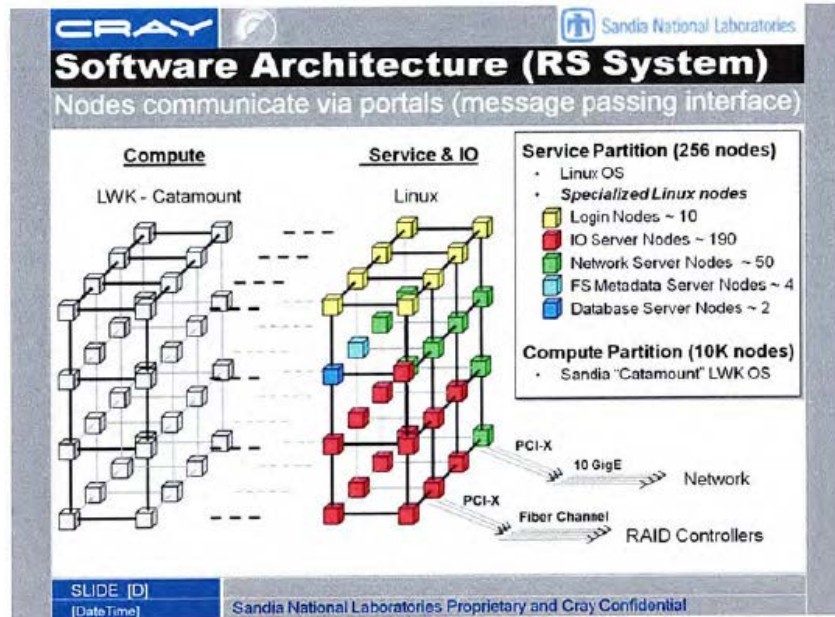 CRAY
Sandia National Laboratories
Software Architecture (RS System)
Nodes communicate via portals (message passing interface)
Compute
LWK - Catamount
Service & IO
Linux
Service Partition (256 nodes)
· Linux OS
· Specialized Linux nodes
Login Nodes ~ 10
IO Server Nodes ~ 190
Network Server Nodes ~ 50
FS Metadata Server Nodes ~ 4
Database Server Nodes ~ 2
Compute Partition (10K nodes)
· Sandia "Catamount" LWK OS
PCI-X
10 GigE
Network
PCI-X
Fiber Channel
RAID Controllers
SLIDE [D]
[DateTime]
Sandia National Laboratories Proprietary and Cray Confidential